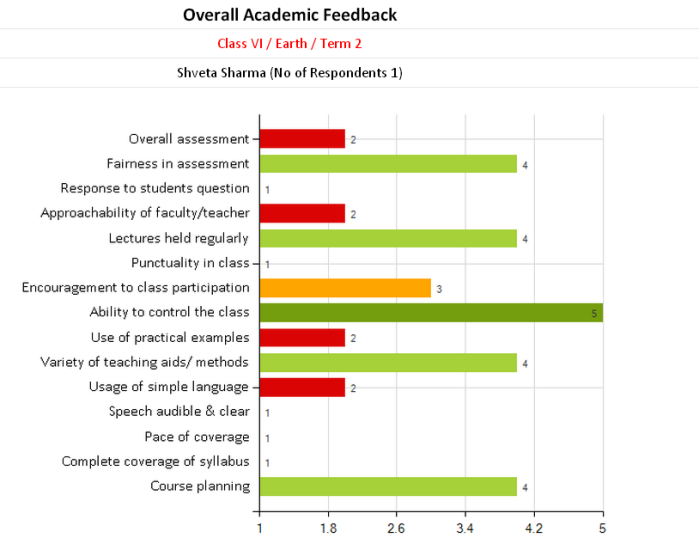 Overall Academic Feedback
Class VI / Earth / Term 2
Shveta Sharma (No of Respondents 1)
Overall assessment 2
Fairness in assessment 4
Response to students question 1
Approachability of faculty/teacher 2
Lectures held regularly 4
Punctuality in class 1
Encouragement to class participation 3
Ability to control the class 5
Use of practical examples 2
Variety of teaching aids/ methods 4
Usage of simple language 2
Speech audible & clear 1
Pace of coverage 1
Complete coverage of syllabus 1
Course planning 4
1 1.8 2.6 3.4 4.2 5